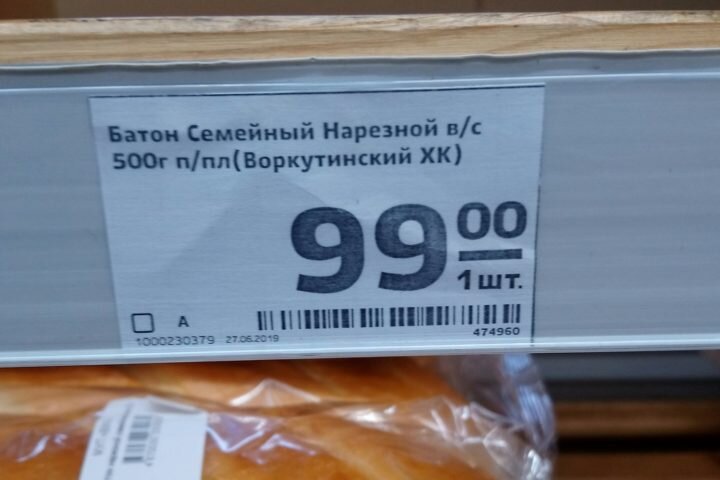 Батон Семейный Нарезной в/с
500г п/пл(Воркутинский ХК)
99 00
1 шт.
А
1000230379 27.06.2019
474960